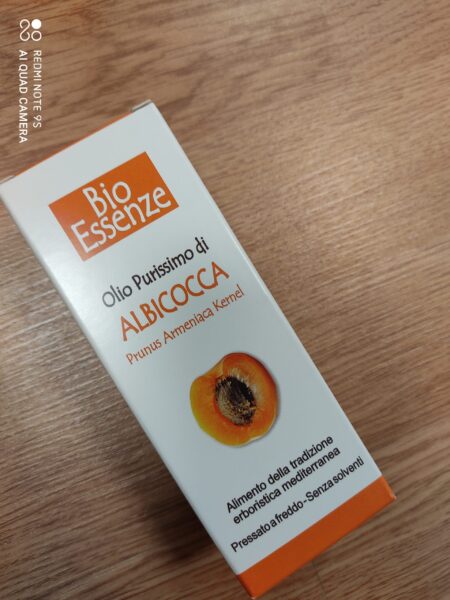 REDMI NOTE 9S
AI QUAD CAMERA
Bio
Essenze
Olio Purissimo di
ALBICOCCA
Prunus Armeniaca Kernel
Alimento della tradizione
erboristica mediterranea
Pressato a freddo - Senza solventi